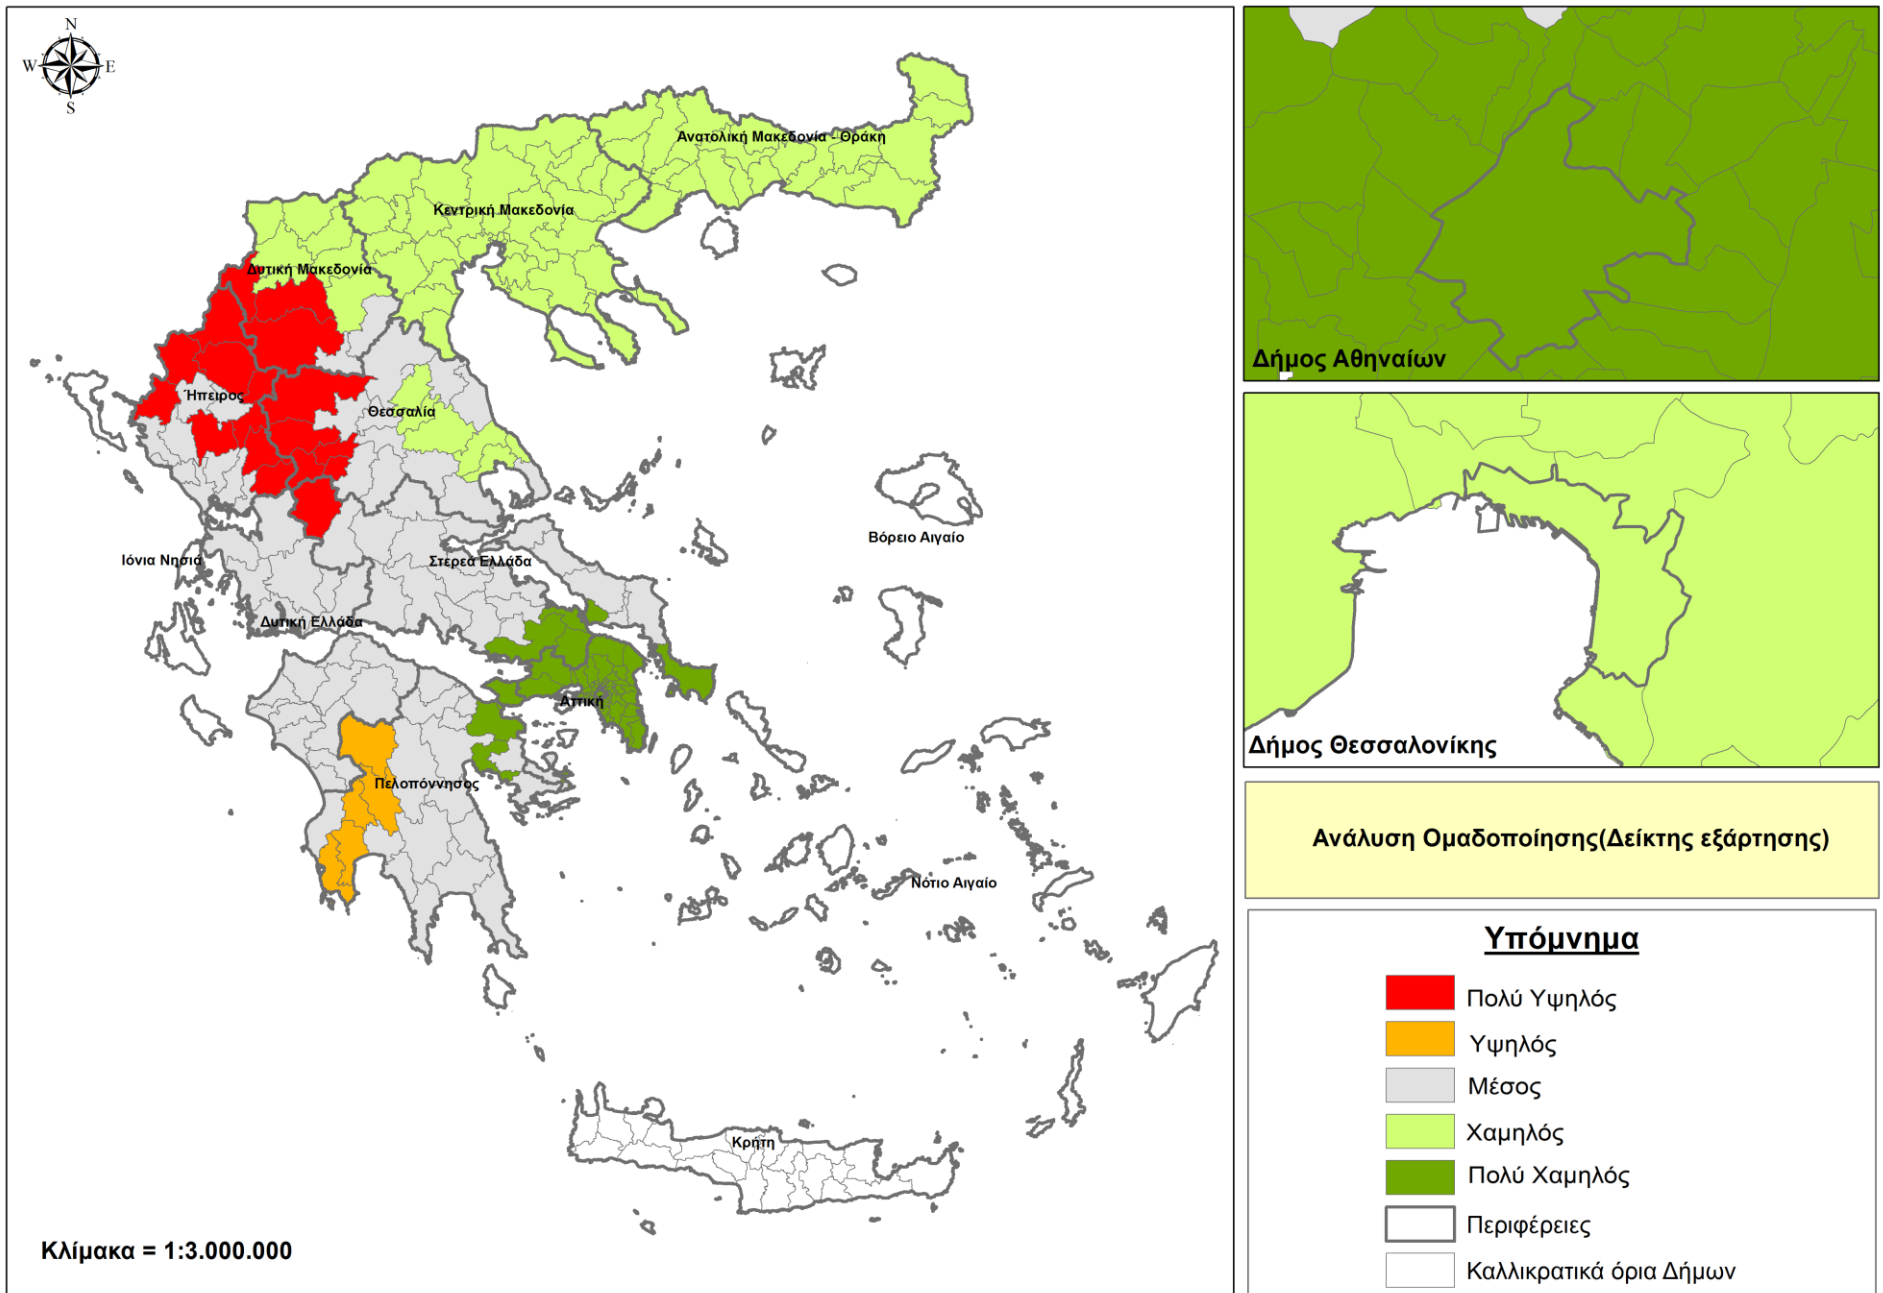 N
W E
S
Ανατολική Μακεδονία - Θράκη
Κεντρική Μακεδονία
Δυτική Μακεδονία
Ήπειρος
Θεσσαλία
Βόρειο Αιγαίο
Ιόνια Νησιά
Στερεά Ελλάδα
Δυτική Ελλάδα
Αττική
Πελοπόννησος
Νότιο Αιγαίο
Κρήτη
Κλίμακα = 1:3.000.000
Δήμος Αθηναίων
Δήμος Θεσσαλονίκης
Ανάλυση Ομαδοποίησης(Δείκτης εξάρτησης)
Υπόμνημα
Πολύ Υψηλός
Υψηλός
Μέσος
Χαμηλός
Πολύ Χαμηλός
Περιφέρειες
Καλλικρατικά όρια Δήμων